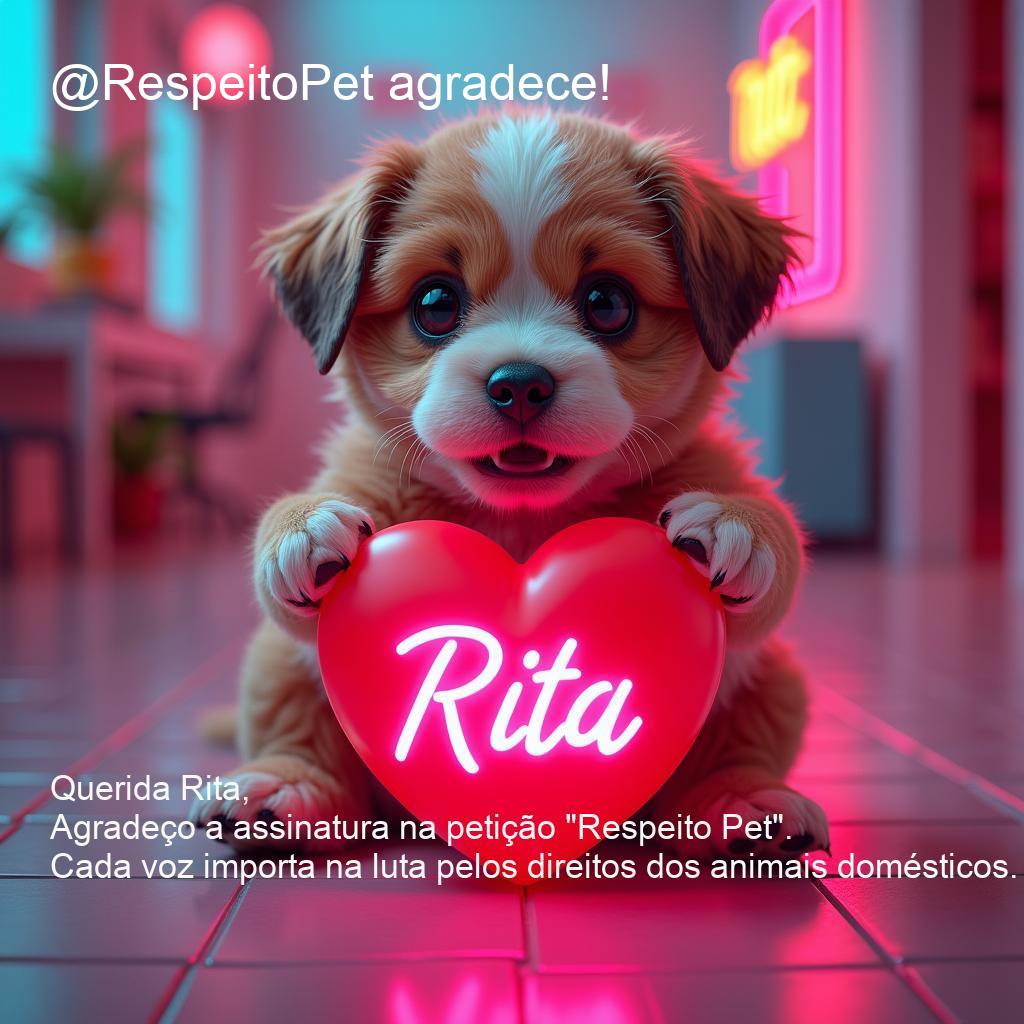 @RespeitoPet agradece!
Rita
Querida Rita,
Agradeço a assinatura na petição "Respeito Pet".
Cada voz importa na luta pelos direitos dos animais domésticos.